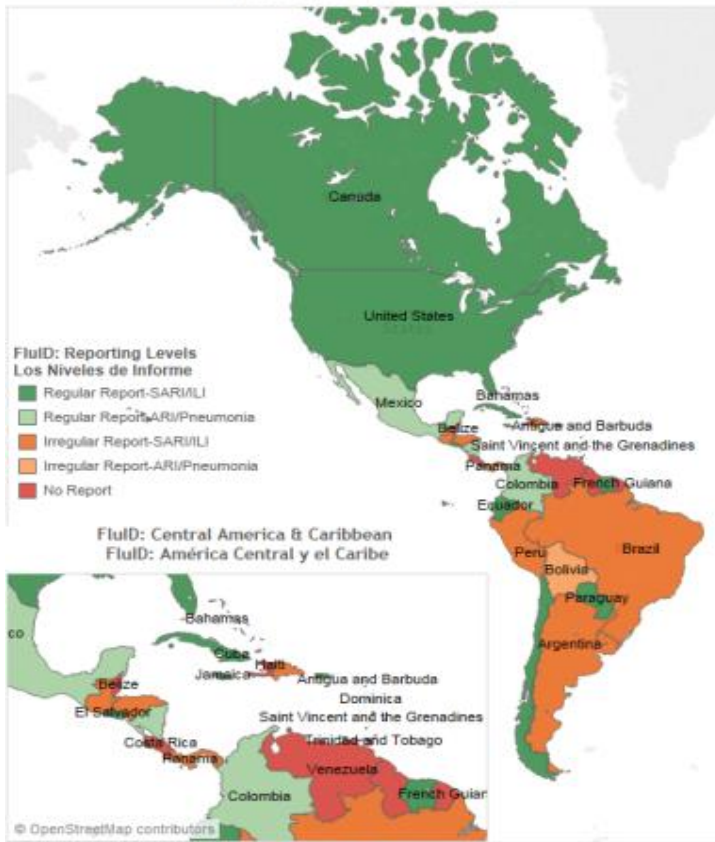 Canada
United States
FluID: Reporting Levels
Los Niveles de Informe
Regular Report-SARI/ILI
Regular Report-ARI/Pneumonia
Irregular Report-SARI/ILI
Irregular Report-ARI/Pneumonia
No Report
Mexico
Bahamas
Belize
Antigue and Barbuda
Saint Vincent and the Grenadines
Panama
Colombia
French Guiana
Ecuador
Peru
Brazil
Bolivia
Paraguay
Argentina
FluID: Central America & Caribbean
FluID: América Central y el Caribe
co
Bahamas
Cuba
Haiti
Jamaica
Antigua and Barbuda
Belize
Dominica
El Salvador
Saint Vincent and the Grenadines
Costa Rica
Trinidad and Tobago
Panama
Venezuela
Colombia
French Guian
© OpenStreetMap contributors